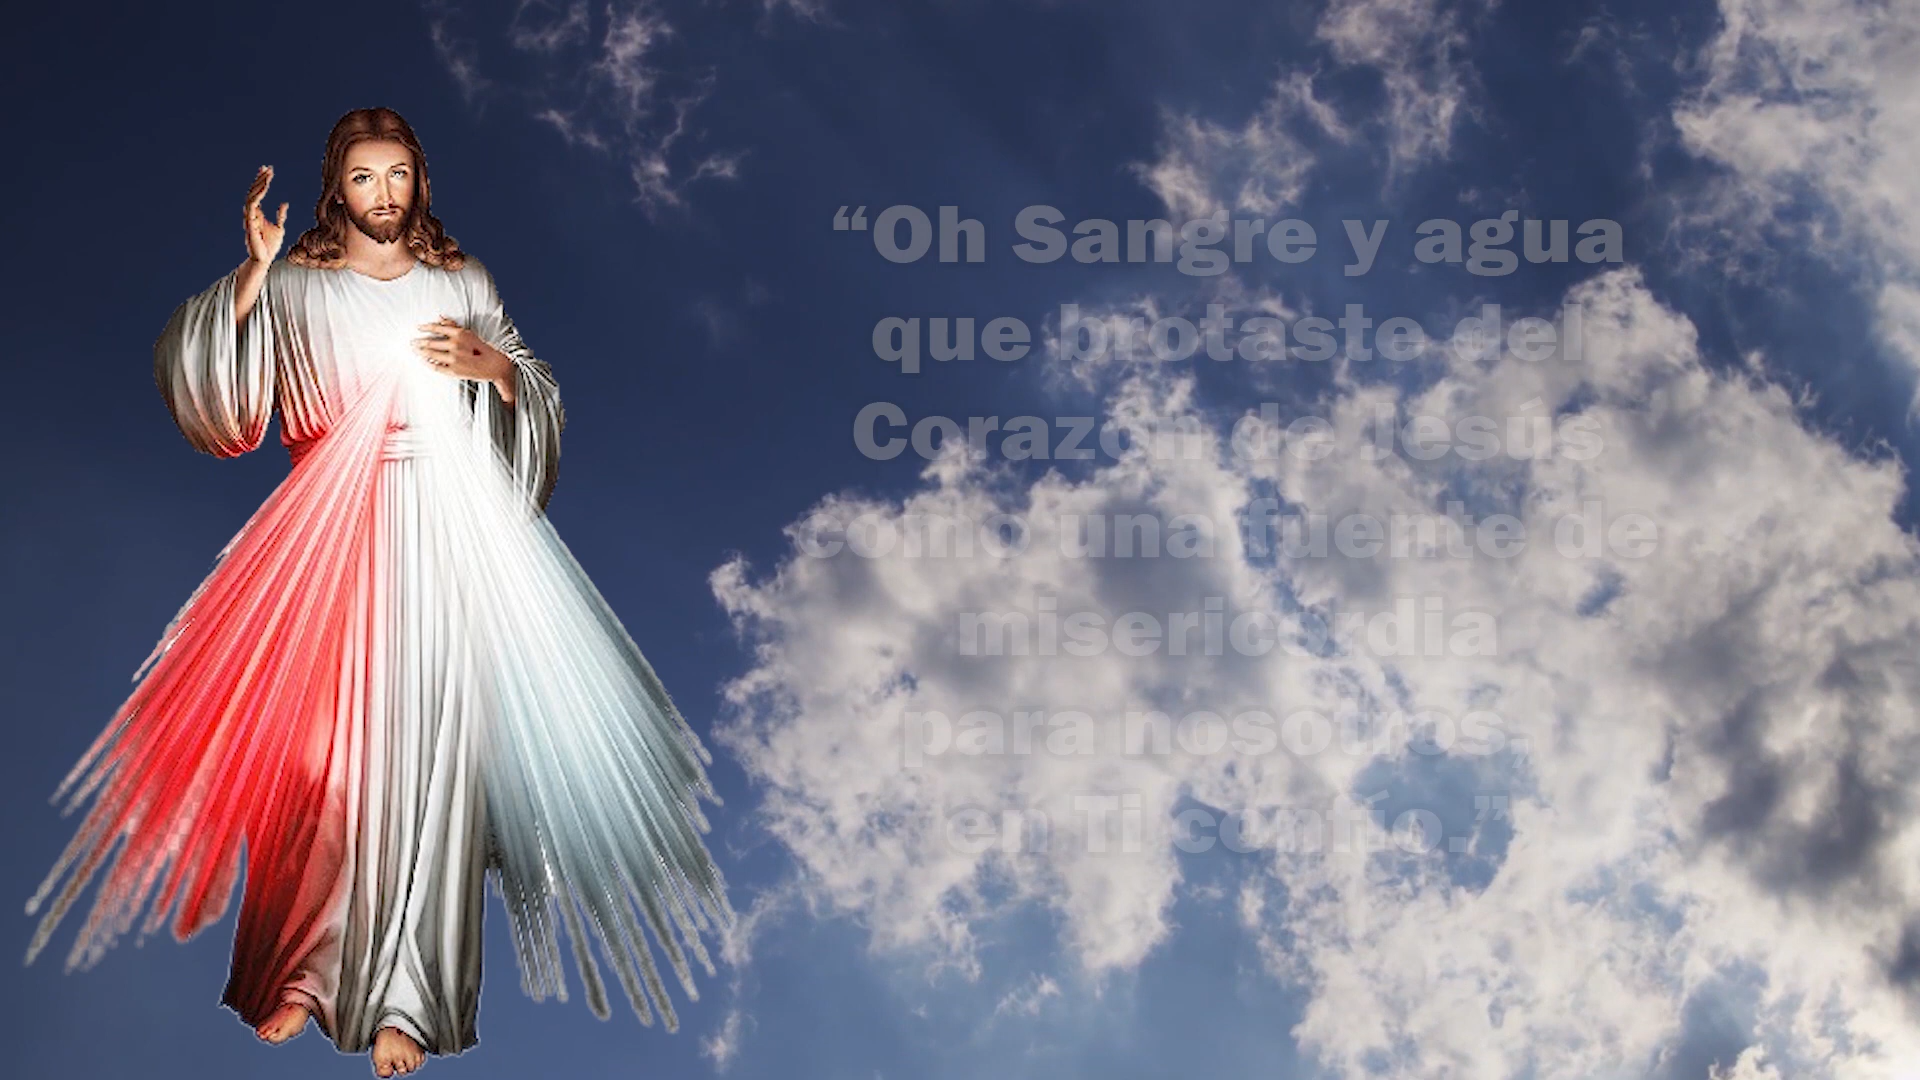 “Oh Sangre y agua
que brotaste del
Corazón de Jesús
como una fuente de
misericordia
para nosotros,
en Ti confío.”